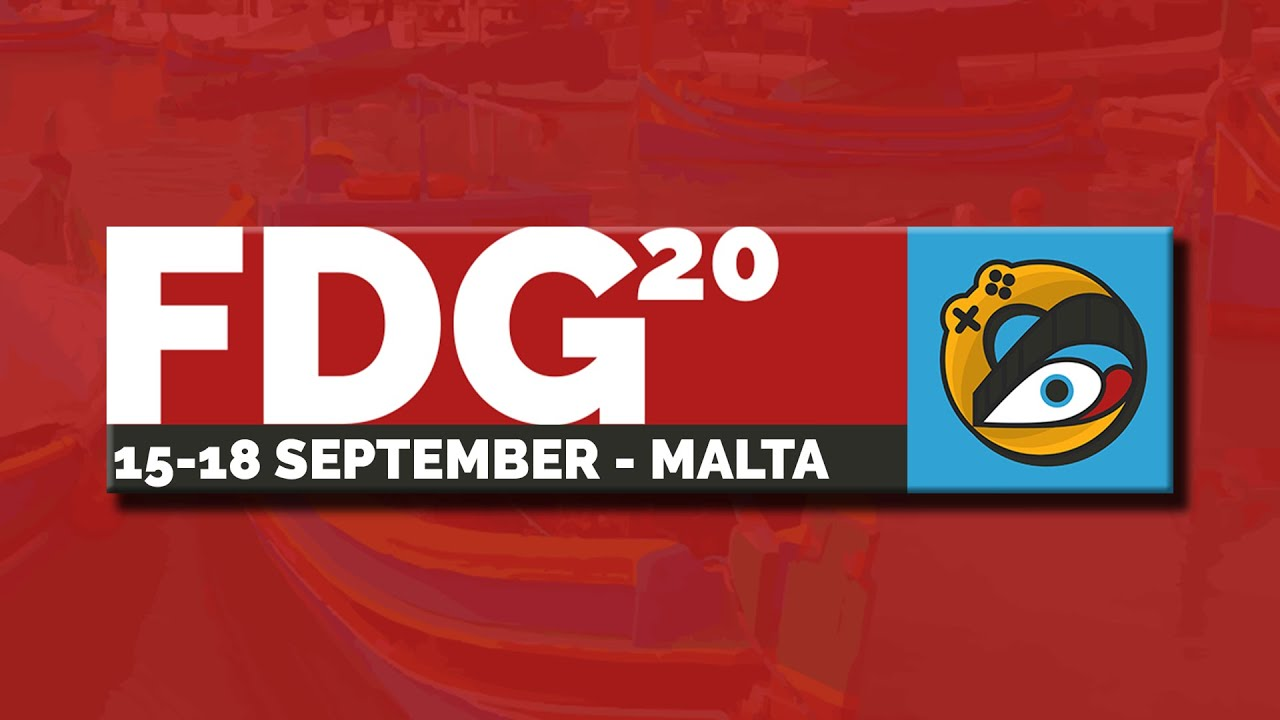 FDG²⁰
15-18 SEPTEMBER - MALTA